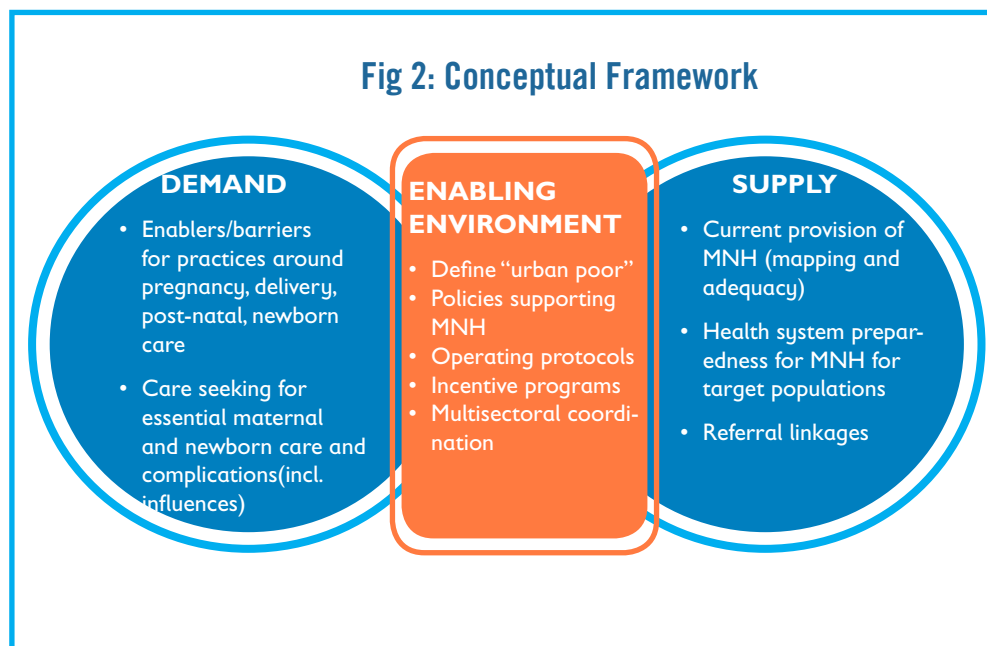 Fig 2: Conceptual Framework
DEMAND
• Enablers/barriers
for practices around
pregnancy, delivery,
post-natal, newborn
care
• Care seeking for
essential maternal
and newborn care and
complications(incl.
influences)
ENABLING
ENVIRONMENT
• Define “urban poor”
• Policies supporting
MNH
• Operating protocols
• Incentive programs
• Multisectoral coordi-
nation
SUPPLY
• Current provision of
MNH (mapping and
adequacy)
• Health system prepar-
edness for MNH for
target populations
• Referral linkages